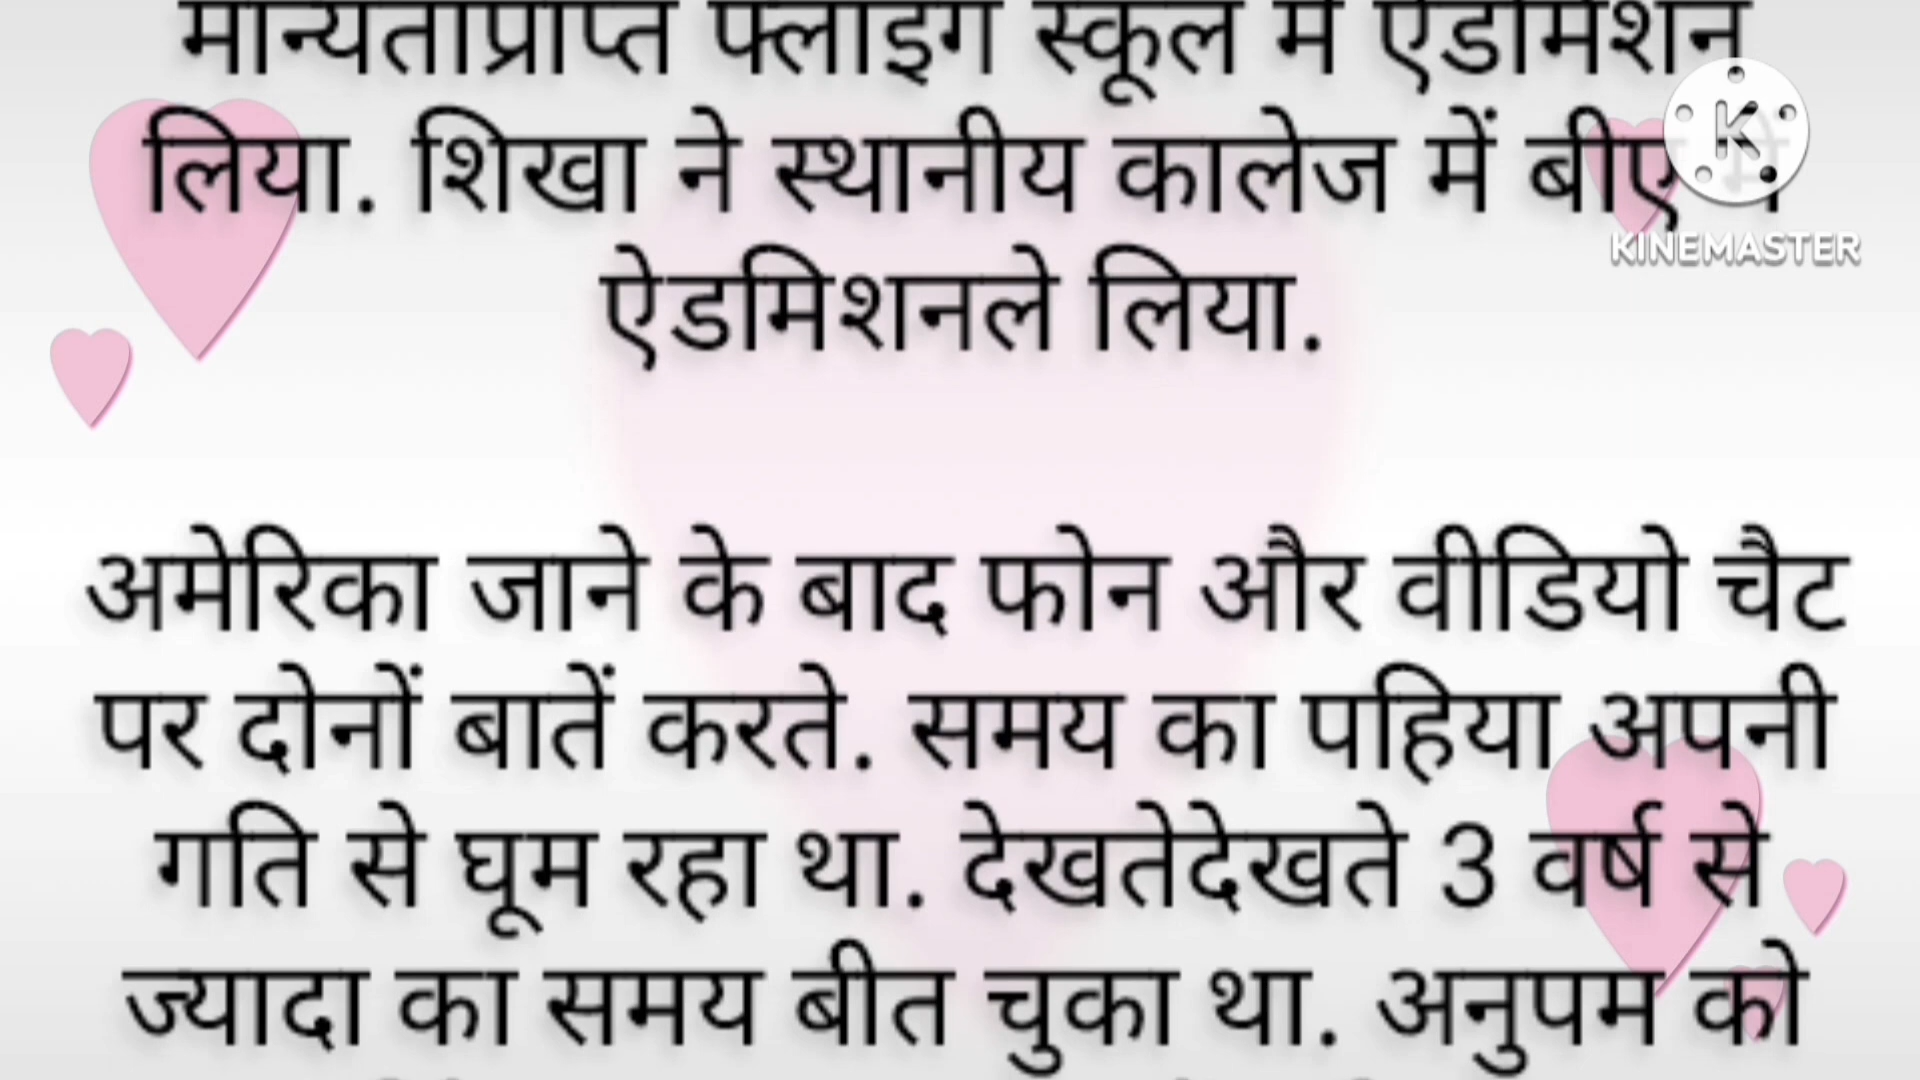 मान्यताप्राप्त फ्लाइंग स्कूल में ऐडमिशन
लिया. शिखा ने स्थानीय कालेज में बीए
ऐडमिशनले लिया.
अमेरिका जाने के बाद फोन और वीडियो चैट
पर दोनों बातें करते. समय का पहिया अपनी
गति से घूम रहा था. देखतेदेखते 3 वर्ष से
ज्यादा का समय बीत चुका था. अनुपम को
KINEMASTER